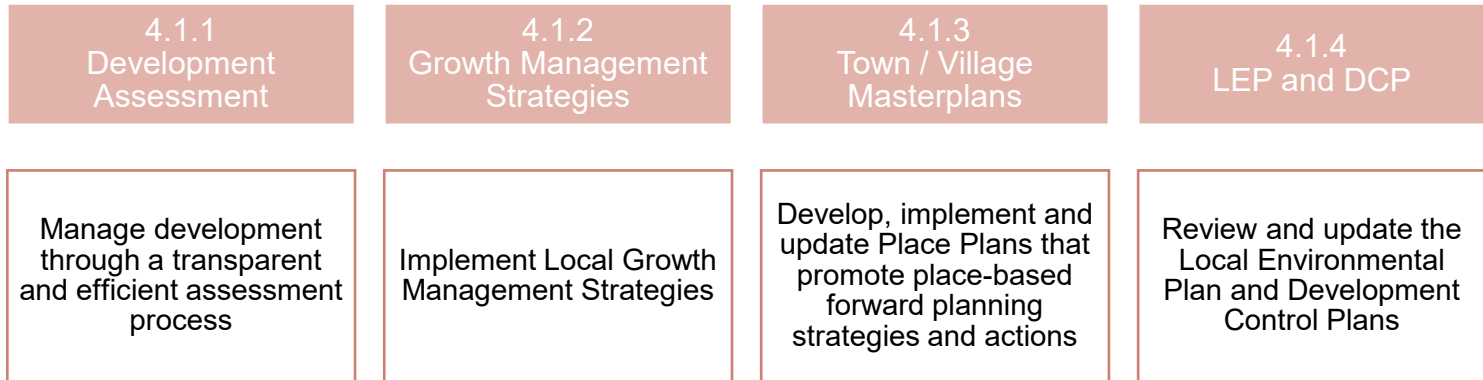 4.1.1
Development
Assessment
4.1.2
Growth Management
Strategies
4.1.3
Town / Village
Masterplans
4.1.4
LEP and DCP
Manage development
through a transparent
and efficient assessment
process
Implement Local Growth
Management Strategies
Develop, implement and
update Place Plans that
promote place-based
forward planning
strategies and actions
Review and update the
Local Environmental
Plan and Development
Control Plans